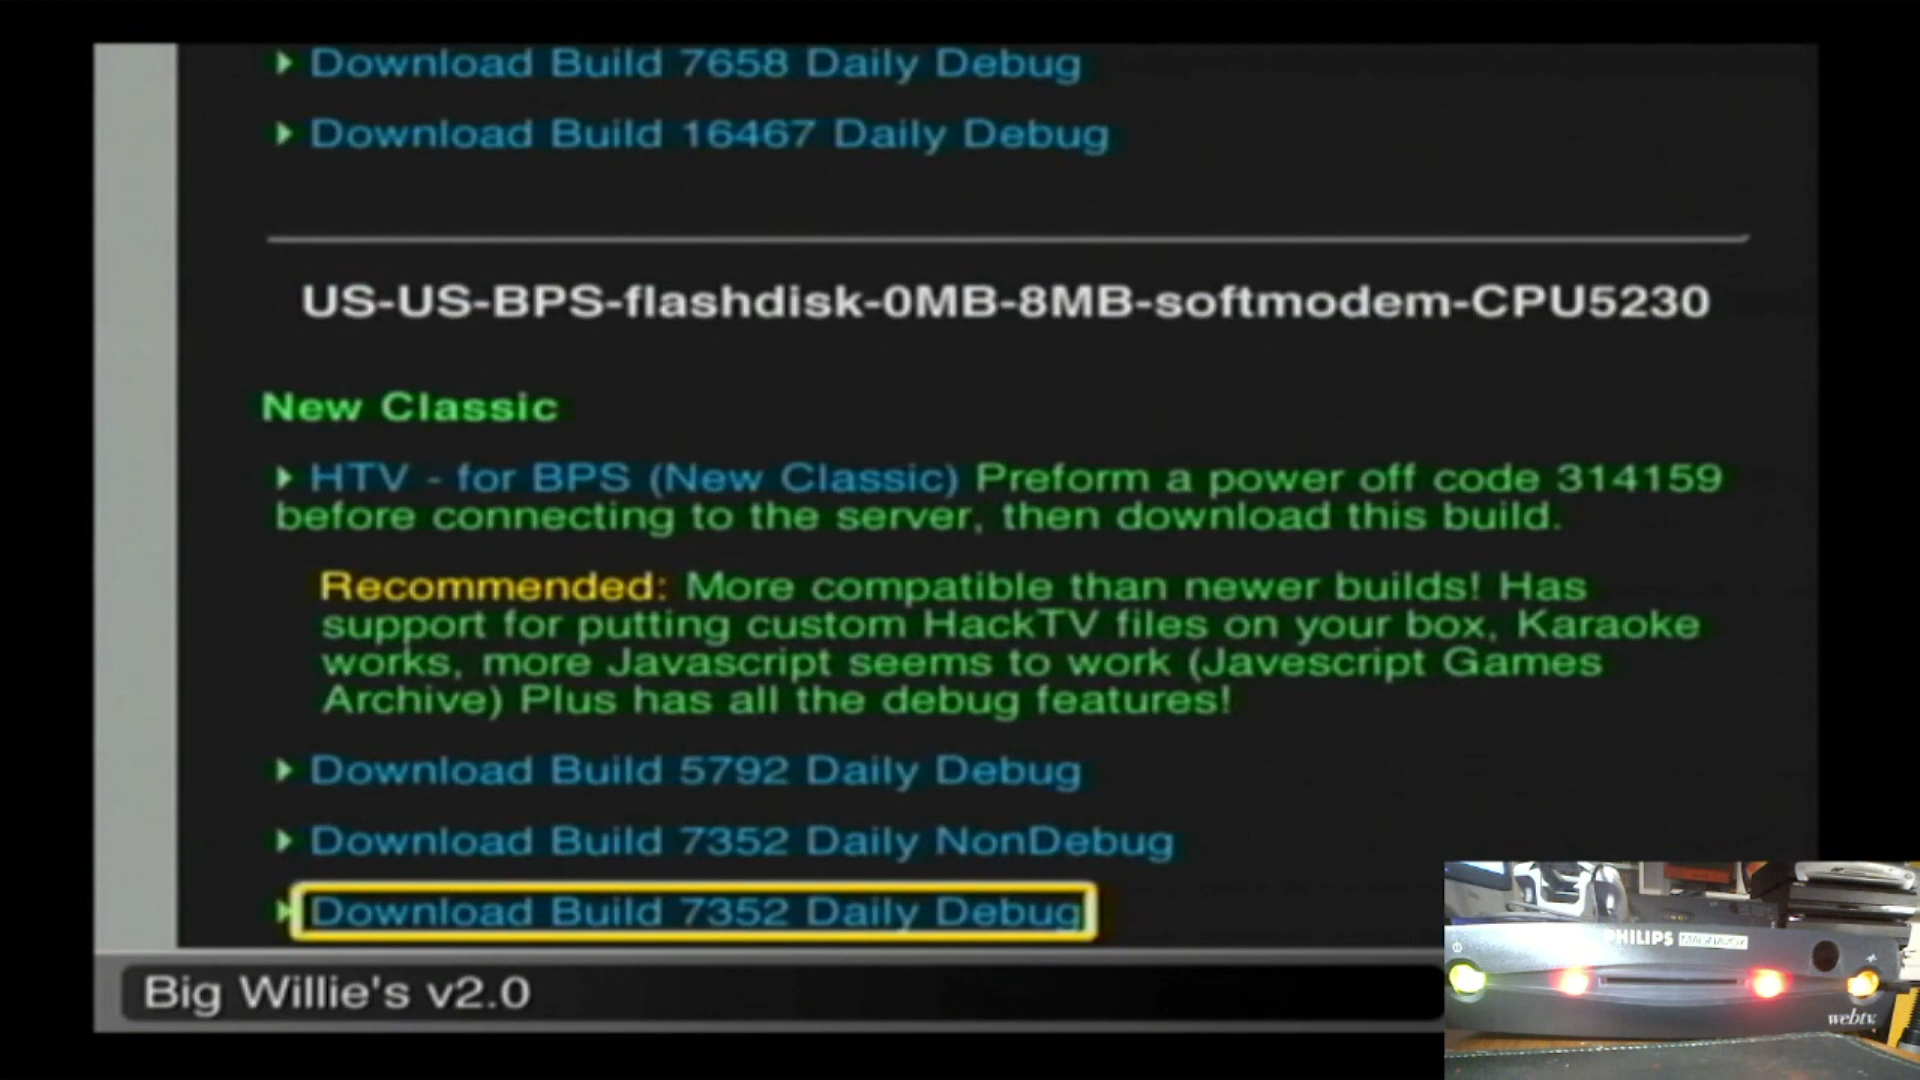 Download Build 7658 Daily Debug
Download Build 16467 Daily Debug
US-US-BPS-flashdisk-0MB-8MB-softmodem-CPU5230
New Classic
HTV - for BPS (New Classic) Preform a power off code 314159
before connecting to the server, then download this build.
Recommended: More compatible than newer builds! Has
support for putting custom HackTV files on your box, Karaoke
works, more Javascript seems to work (Javescript Games
Archive) Plus has all the debug features!
Download Build 5792 Daily Debug
Download Build 7352 Daily NonDebug
Download Build 7352 Daily Debug
Big Willie's v2.0
PHILIPS MAGNAVOX
webtv